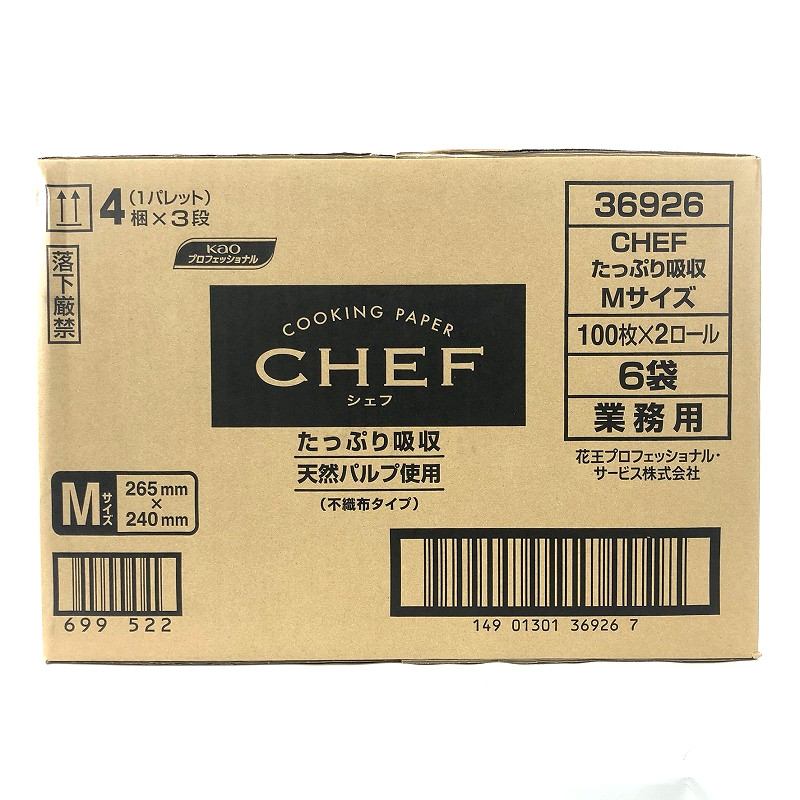 4 (1パレット)
梱×3段
落下厳禁
Kao
プロフェッショナル
COOKING PAPER
CHEF
シェフ
たっぷり吸収
天然パルプ使用
(不織布タイプ)
M サイズ
265mm
×
240mm
699 522
36926
CHEF
たっぷり吸収
Mサイズ
100枚×2ロール
6袋
業務用
花王プロフェッショナル・
サービス株式会社
149 01301 36926 7